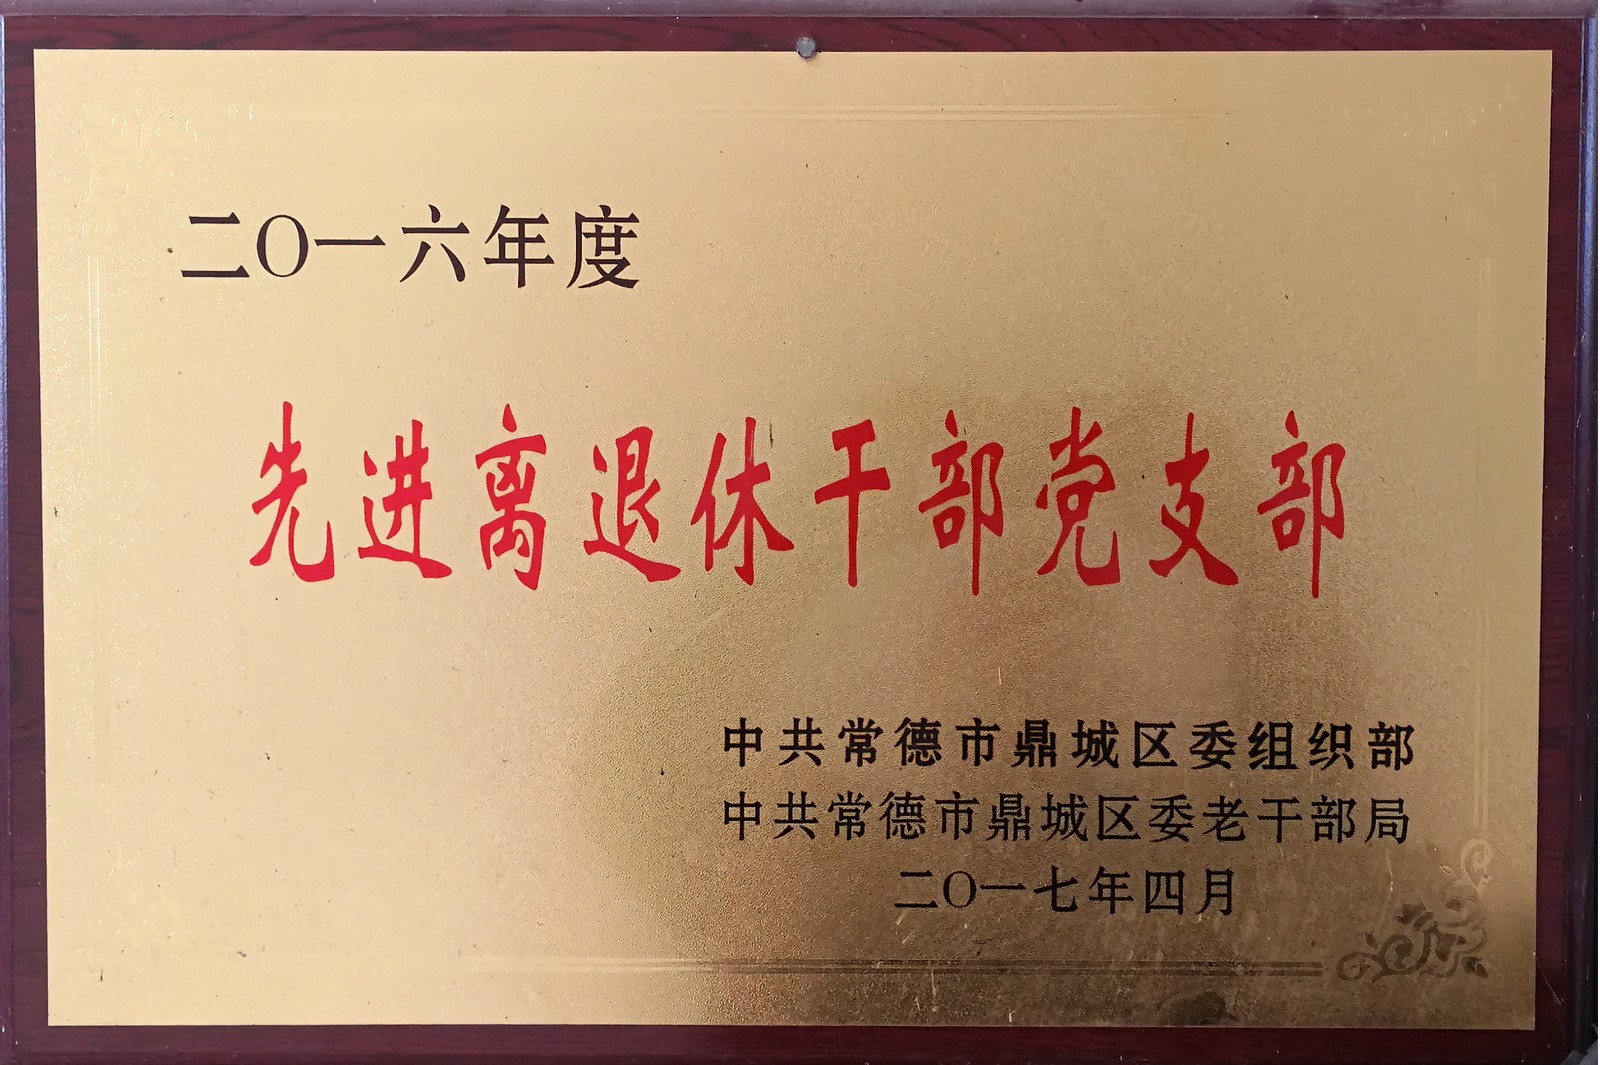 二〇一六年度
先进离退休干部党支部
中共常德市鼎城区委组织部
中共常德市鼎城区委老干部局
二〇一七年四月